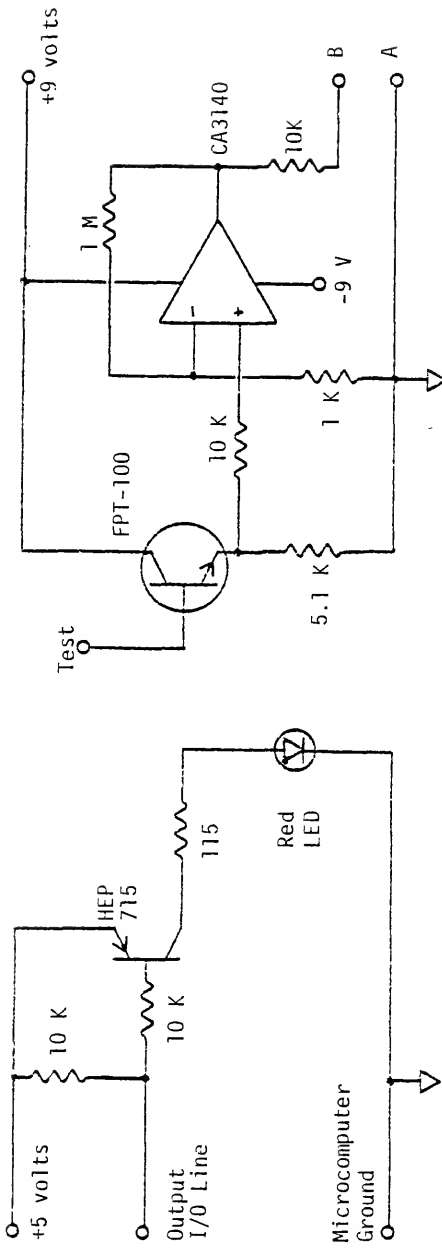 +5 volts
10 K
Output
I/O Line
10 K
HEP
715
115
Red
LED
Microcomputer
Ground
Test
FPT-100
+9 volts
1 M
CA3140
-
+
10 K
-9 V
10K
B
5.1 K
1 K
A